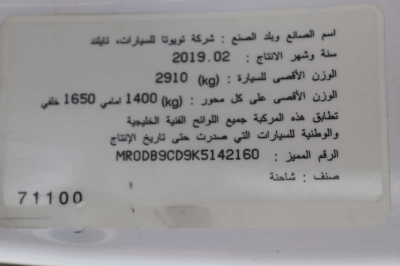 اسم الصانع وبلد الصنع : شركة تويوتا للسيارات، تايلند
سنة وشهر الانتاج : 2019.02
الوزن الأقصى للسيارة : 2910 (kg)
الوزن الأقصى على كل محور : (kg) 1400 امامي 1650 خلفي
تطابق هذه المركبة جميع اللوائح الفنية الخليجية
والوطنية للسيارات التي صدرت حتى تاريخ الإنتاج
الرقم المميز : MR0DB9CD9K5142160
صنف : شاحنة
71100